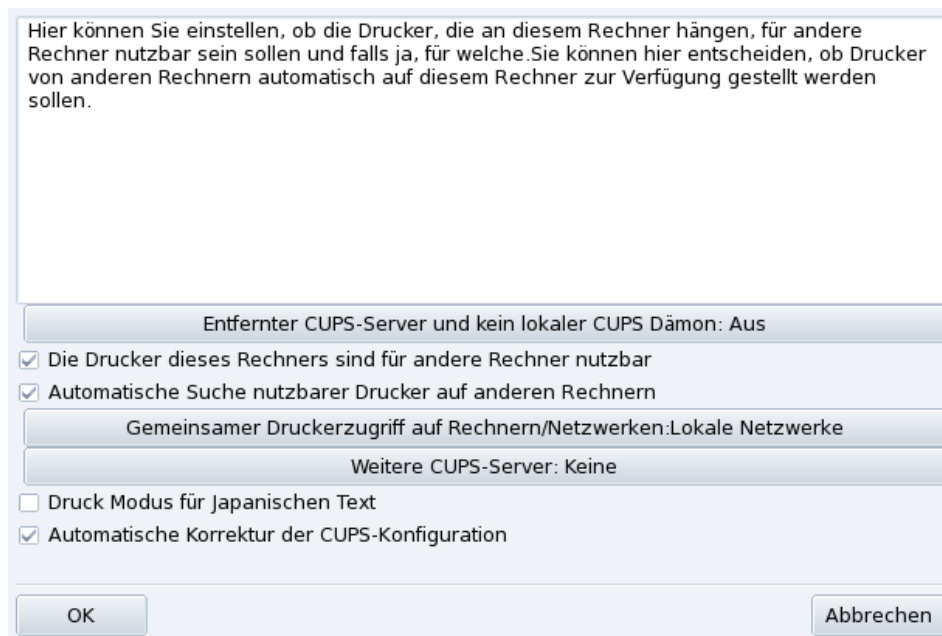 Hier können Sie einstellen, ob die Drucker, die an diesem Rechner hängen, für andere
Rechner nutzbar sein sollen und falls ja, für welche.Sie können hier entscheiden, ob Drucker
von anderen Rechnern automatisch auf diesem Rechner zur Verfügung gestellt werden
sollen.
Entfernter CUPS-Server und kein lokaler CUPS Dämon: Aus
Die Drucker dieses Rechners sind für andere Rechner nutzbar
Automatische Suche nutzbarer Drucker auf anderen Rechnern
Gemeinsamer Druckerzugriff auf Rechnern/Netzwerken:Lokale Netzwerke
Weitere CUPS-Server: Keine
Druck Modus für Japanischen Text
Automatische Korrektur der CUPS-Konfiguration
OK
Abbrechen